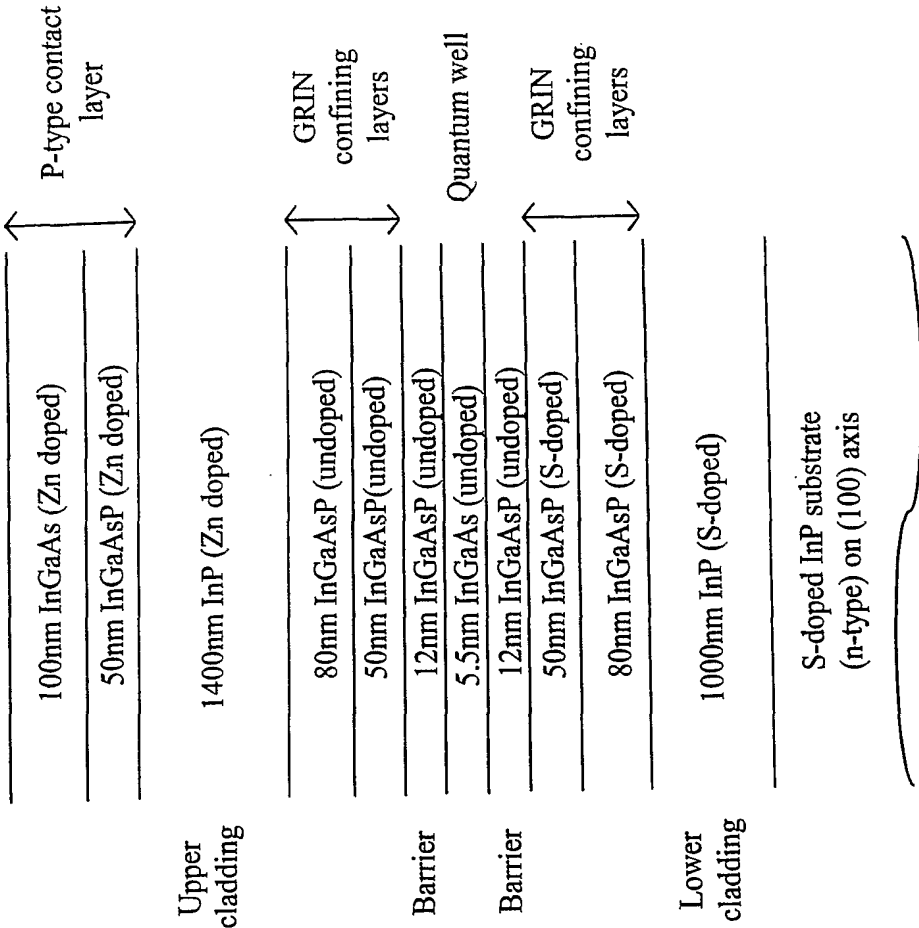 P-type contact
layer
100nm InGaAs (Zn doped)
50nm InGaAsP (Zn doped)
Upper
cladding
1400nm InP (Zn doped)
GRIN
confining
layers
80nm InGaAsP (undoped)
50nm InGaAsP(undoped)
Barrier
12nm InGaAsP (undoped)
Quantum well
5.5nm InGaAs (undoped)
Barrier
12nm InGaAsP (undoped)
GRIN
confining
layers
50nm InGaAsP (S-doped)
80nm InGaAsP (S-doped)
Lower
cladding
1000nm InP (S-doped)
S-doped InP substrate
(n-type) on (100) axis